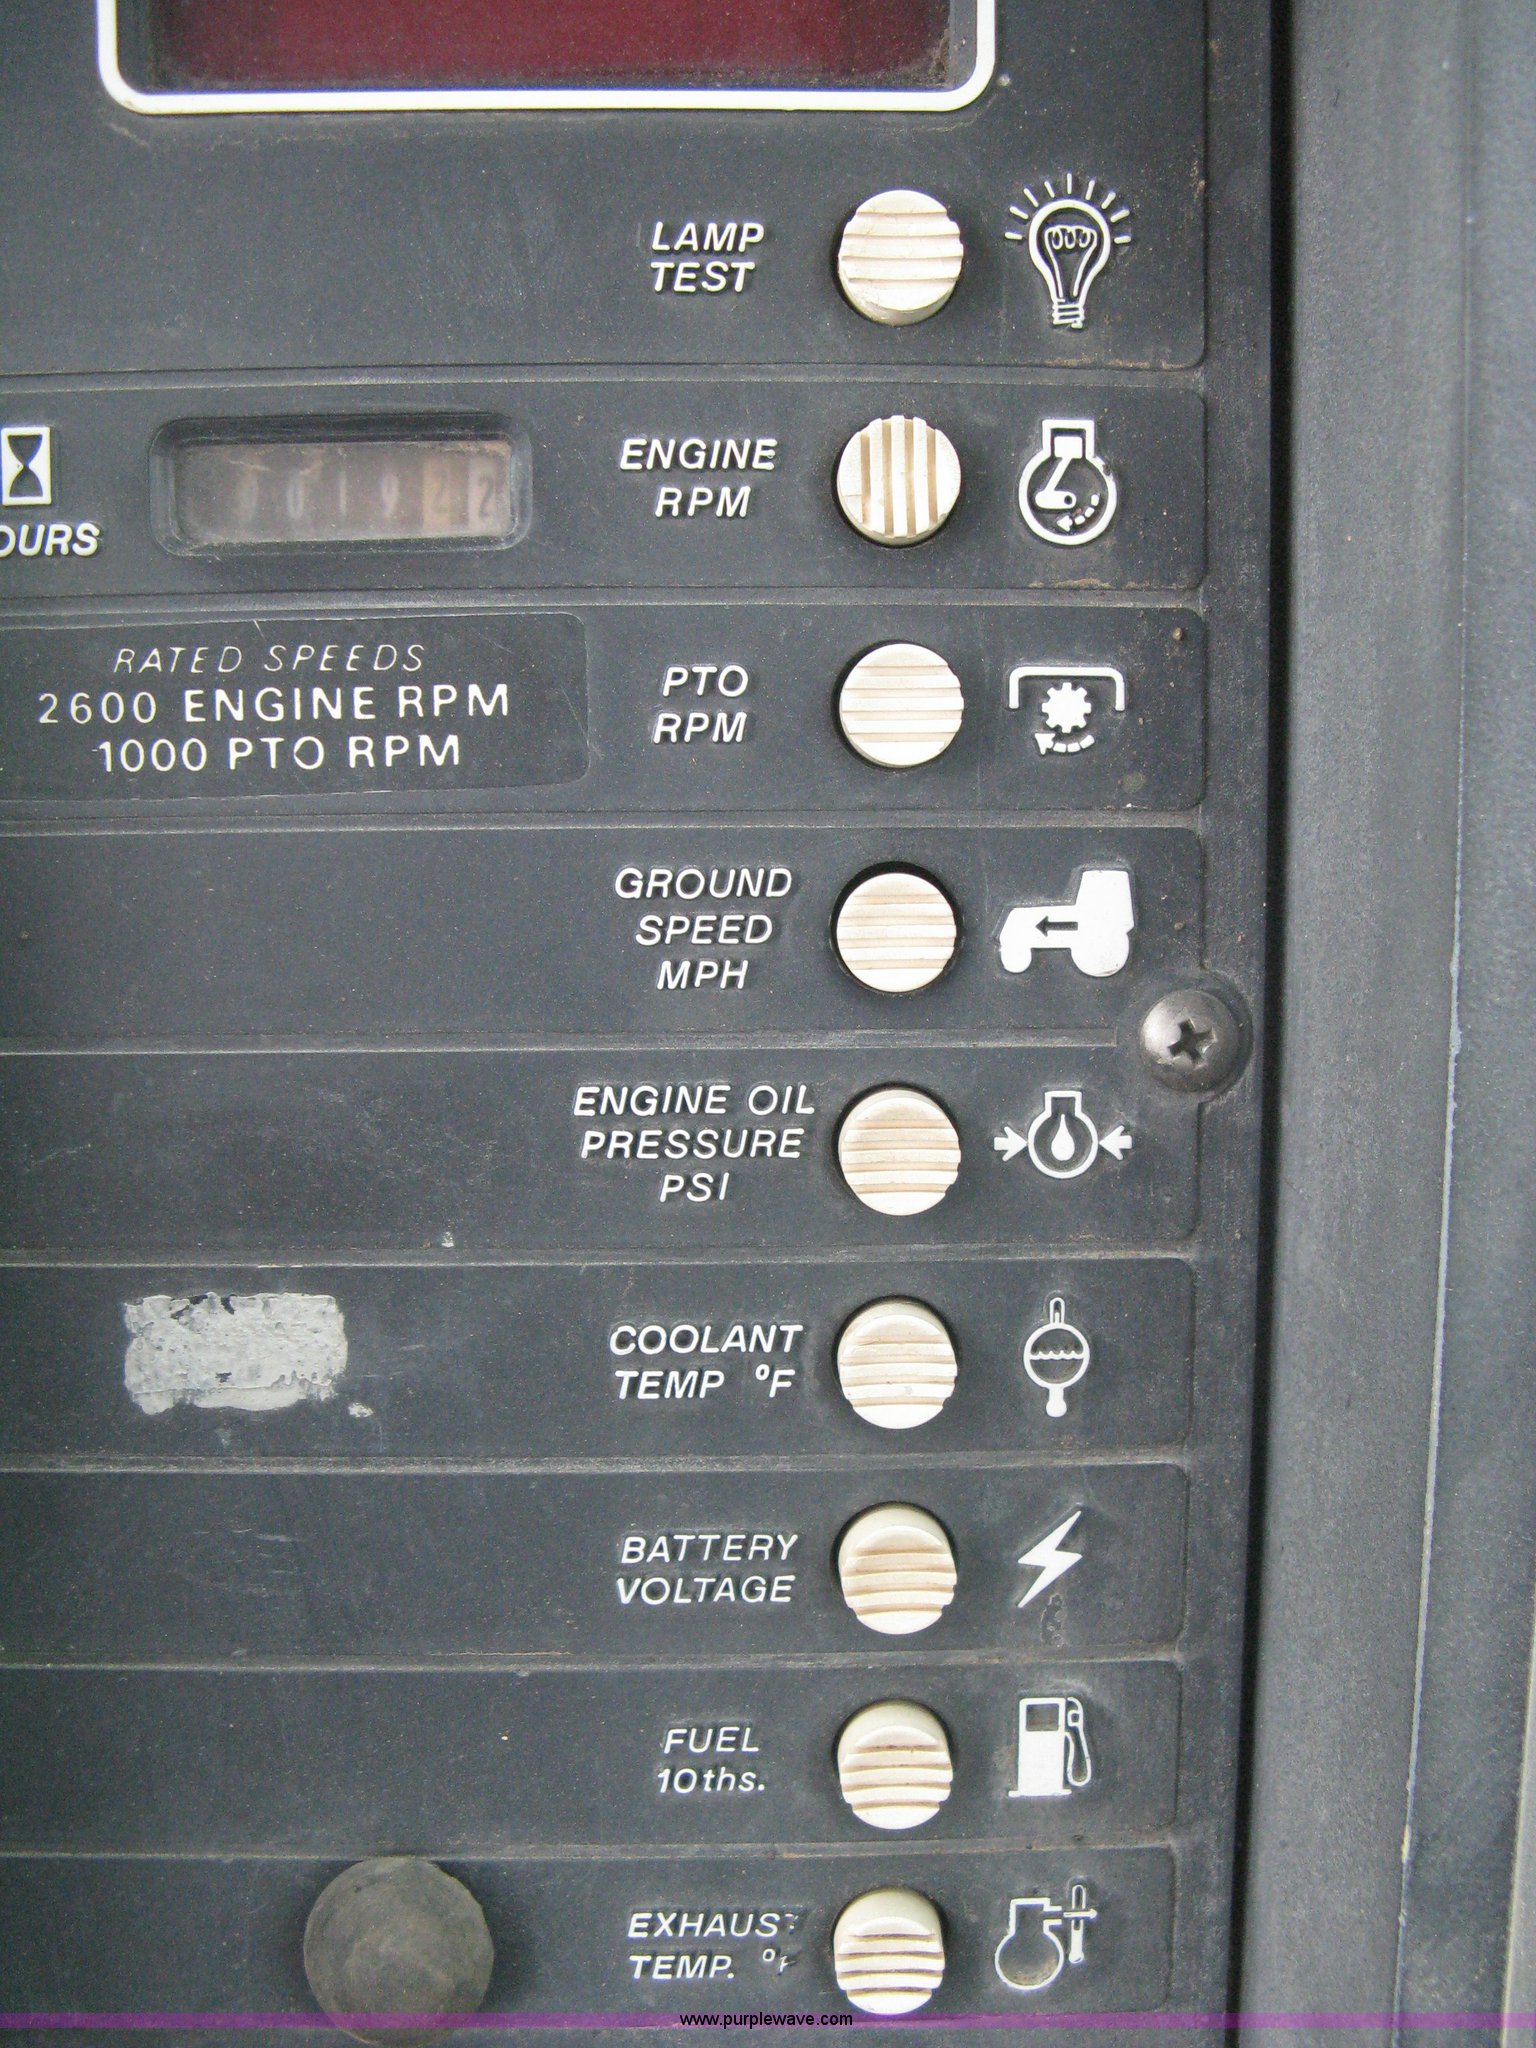 LAMP
TEST
OURS
ENGINE
RPM
RATED SPEEDS
2600 ENGINE RPM
1000 PTO RPM
PTO
RPM
GROUND
SPEED
MPH
ENGINE OIL
PRESSURE
PSI
COOLANT
TEMP °F
BATTERY
VOLTAGE
FUEL
10ths.
EXHAUST
TEMP. °F
www.purplewave.com